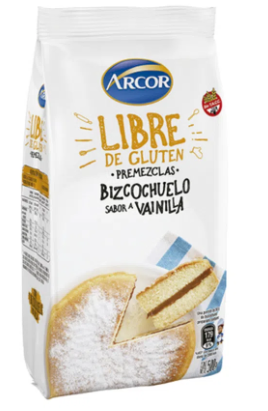 ARCOR
LIBRE
DE GLUTEN
• PREMEZCLAS •
BIZCOCHUELO
SABOR A VAINILLA